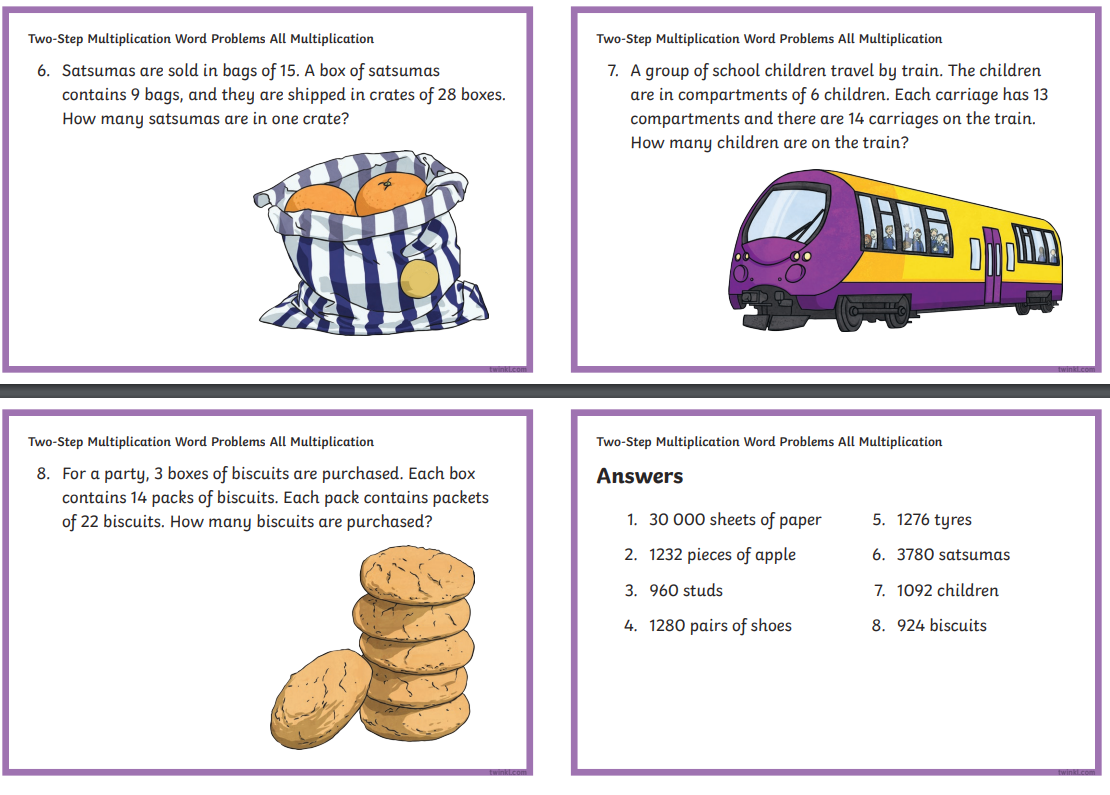 Two-Step Multiplication Word Problems All Multiplication
6. Satsumas are sold in bags of 15. A box of satsumas
contains 9 bags, and they are shipped in crates of 28 boxes.
How many satsumas are in one crate?
twinkl.com
Two-Step Multiplication Word Problems All Multiplication
7. A group of school children travel by train. The children
are in compartments of 6 children. Each carriage has 13
compartments and there are 14 carriages on the train.
How many children are on the train?
twinkl.com
Two-Step Multiplication Word Problems All Multiplication
8. For a party, 3 boxes of biscuits are purchased. Each box
contains 14 packs of biscuits. Each pack contains packets
of 22 biscuits. How many biscuits are purchased?
twinkl.com
Two-Step Multiplication Word Problems All Multiplication
Answers
1. 30 000 sheets of paper
2. 1232 pieces of apple
3. 960 studs
4. 1280 pairs of shoes
5. 1276 tyres
6. 3780 satsumas
7. 1092 children
8. 924 biscuits
twinkl.com